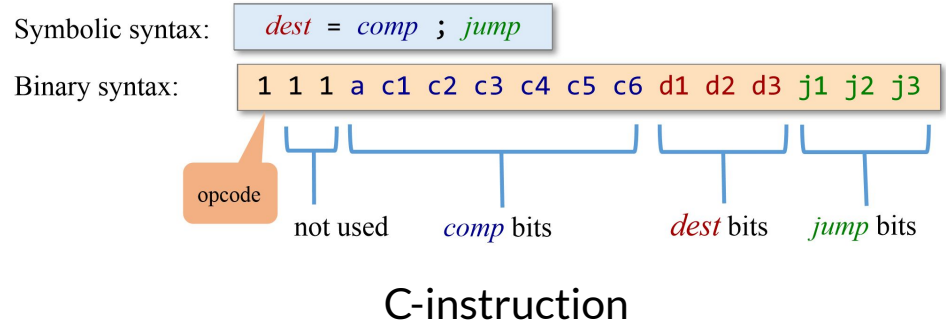 Symbolic syntax: dest = comp ; jump
Binary syntax: 1 1 1 a c1 c2 c3 c4 c5 c6 d1 d2 d3 j1 j2 j3
opcode
not used comp bits dest bits jump bits
C-instruction